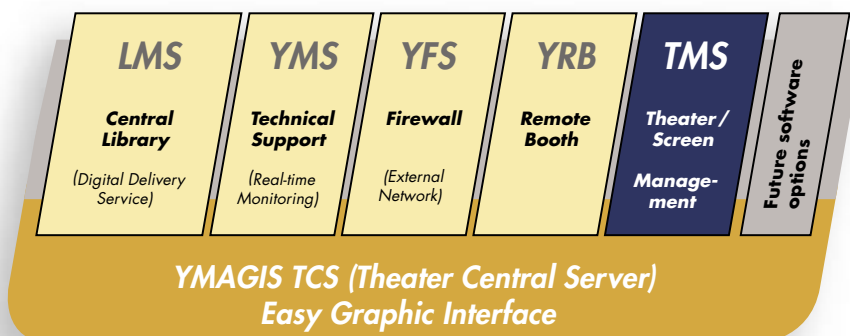 LMS
Central
Library
(Digital Delivery
Service)
YMS
Technical
Support
(Real-time
Monitoring)
YFS
Firewall
(External
Network)
YRB
Remote
Booth
TMS
Theater /
Screen
Manage-
ment
Future software
options
YMAGIS TCS (Theater Central Server)
Easy Graphic Interface